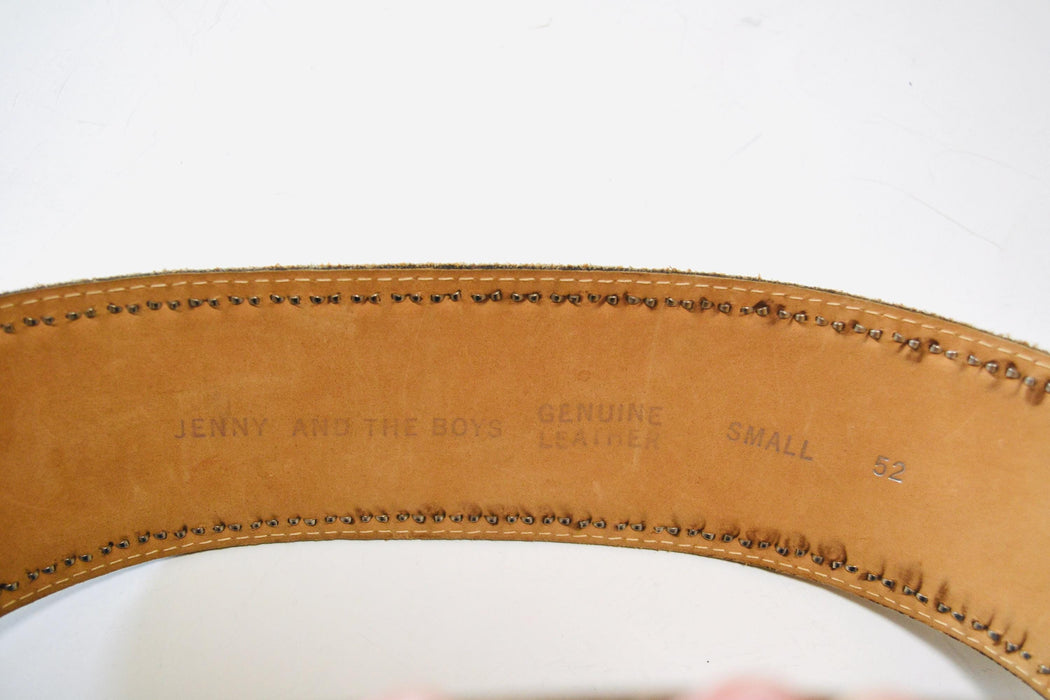 JENNY AND THE BOYS
GENUINE
LEATHER
SMALL
52